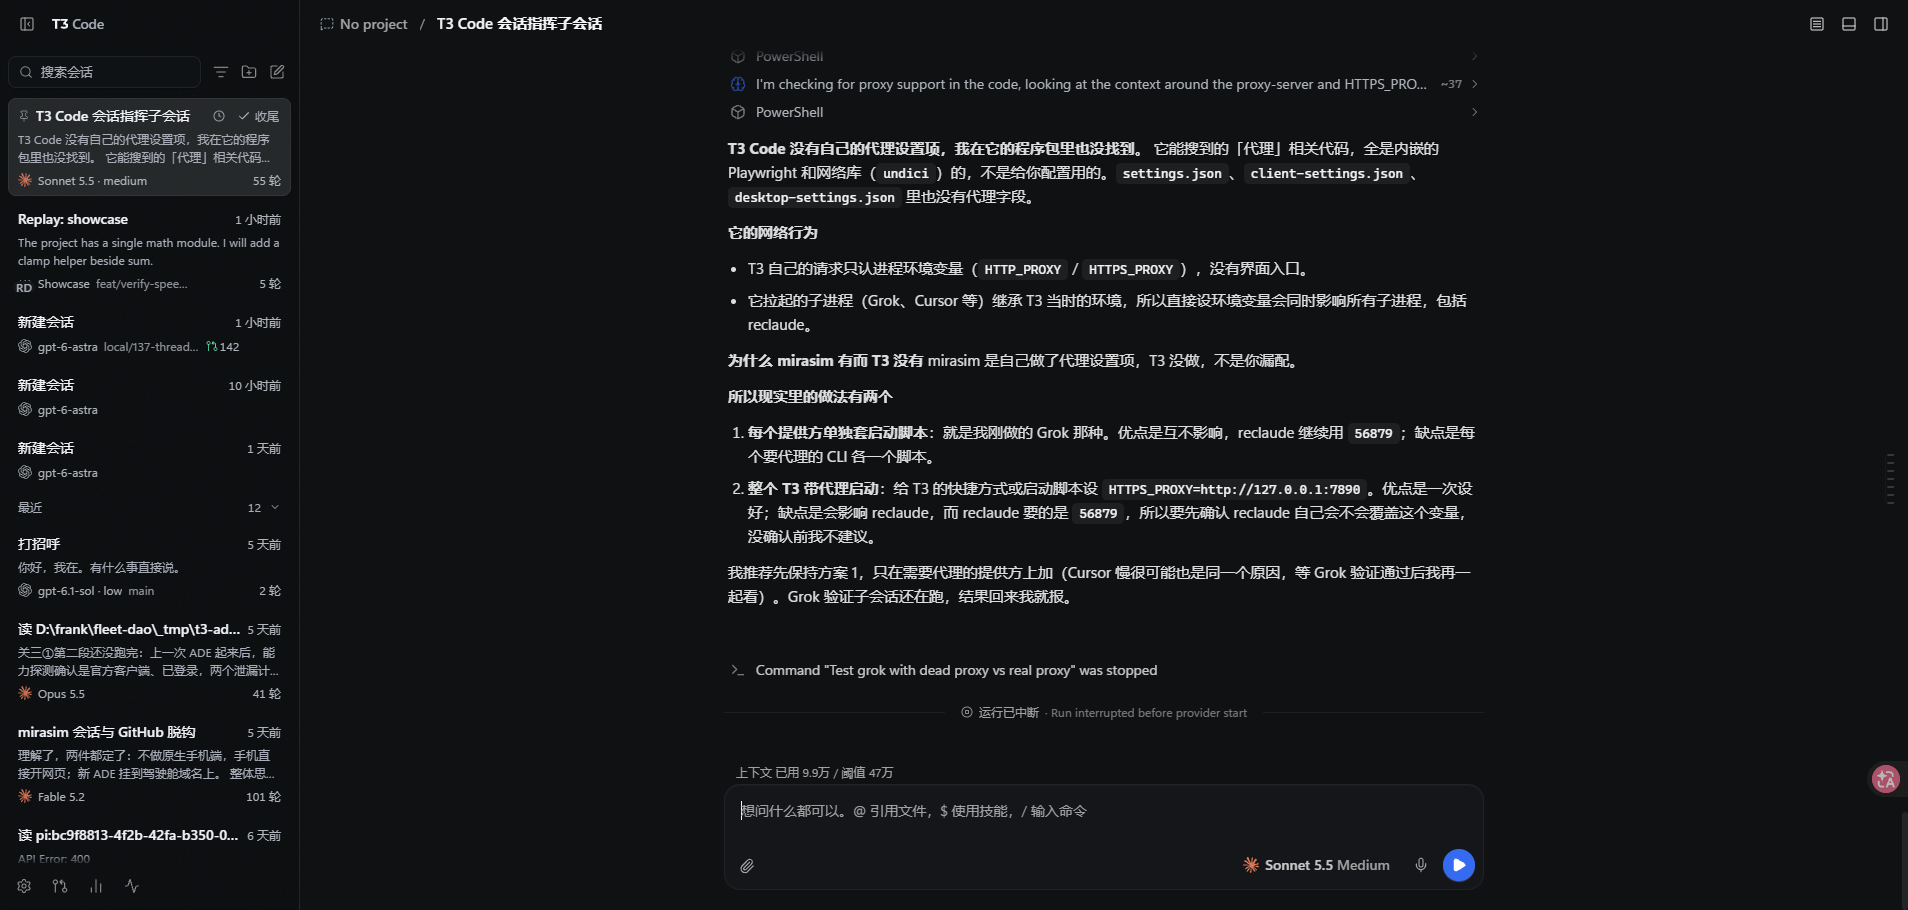 T3 Code
搜索会话
T3 Code 会话指挥子会话
收尾
T3 Code 没有自己的代理设置项，我在它的程序
包里也没找到。 它能搜到的「代理」相关代码...
Sonnet 5.5 · medium
55 轮
Replay: showcase
1 小时前
The project has a single math module. I will add a
clamp helper beside sum.
RD Showcase feat/verify-spee...
5 轮
新建会话
1 小时前
gpt-6-astra local/137-thread... 142
新建会话
10 小时前
gpt-6-astra
新建会话
1 天前
gpt-6-astra
最近
12
打招呼
5 天前
你好，我在。有什么事直接说。
gpt-6.1-sol · low main
2 轮
读 D:\frank\fleet-dao\_tmp\t3-ad...
5 天前
关三①第二段还没跑完：上一次 ADE 起来后，能
力探测确认是官方客户端、已登录，两个泄漏计...
Opus 5.5
41 轮
mirasim 会话与 GitHub 脱钩
5 天前
理解了，两件都定了：不做原生手机端，手机直
接开网页；新 ADE 挂到驾驶舱域名上。 整体思...
Fable 5.2
101 轮
读 pi:bc9f8813-4f2b-42fa-b350-0...
6 天前
API Error: 400
No project / T3 Code 会话指挥子会话
PowerShell
I'm checking for proxy support in the code, looking at the context around the proxy-server and HTTPS_PRO... ~37
PowerShell
T3 Code 没有自己的代理设置项，我在它的程序包里也没找到。 它能搜到的「代理」相关代码，全是内嵌的
Playwright 和网络库（ undici ）的，不是给你配置用的。 settings.json 、 client-settings.json 、
desktop-settings.json 里也没有代理字段。
它的网络行为
• T3 自己的请求只认进程环境变量（ HTTP_PROXY / HTTPS_PROXY ），没有界面入口。
• 它拉起的子进程（Grok、Cursor 等）继承 T3 当时的环境，所以直接设环境变量会同时影响所有子进程，包括
reclaude。
为什么 mirasim 有而 T3 没有 mirasim 是自己做了代理设置项，T3 没做，不是你漏配。
所以现实里的做法有两个
1. 每个提供方单独套启动脚本：就是我刚做的 Grok 那种。优点是互不影响，reclaude 继续用 56879 ；缺点是每
个要代理的 CLI 各一个脚本。
2. 整个 T3 带代理启动：给 T3 的快捷方式或启动脚本设 HTTPS_PROXY=http://127.0.0.1:7890 。优点是一次设
好；缺点是会影响 reclaude，而 reclaude 要的是 56879 ，所以要先确认 reclaude 自己会不会覆盖这个变量，
没确认前我不建议。
我推荐先保持方案 1，只在需要代理的提供方上加（Cursor 慢很可能也是同一个原因，等 Grok 验证通过后我再一
起看）。Grok 验证子会话还在跑，结果回来我就报。
Command "Test grok with dead proxy vs real proxy" was stopped
运行已中断 · Run interrupted before provider start
上下文 已用 9.9万 / 阈值 47万
想问什么都可以。@ 引用文件，$ 使用技能，/ 输入命令
Sonnet 5.5 Medium